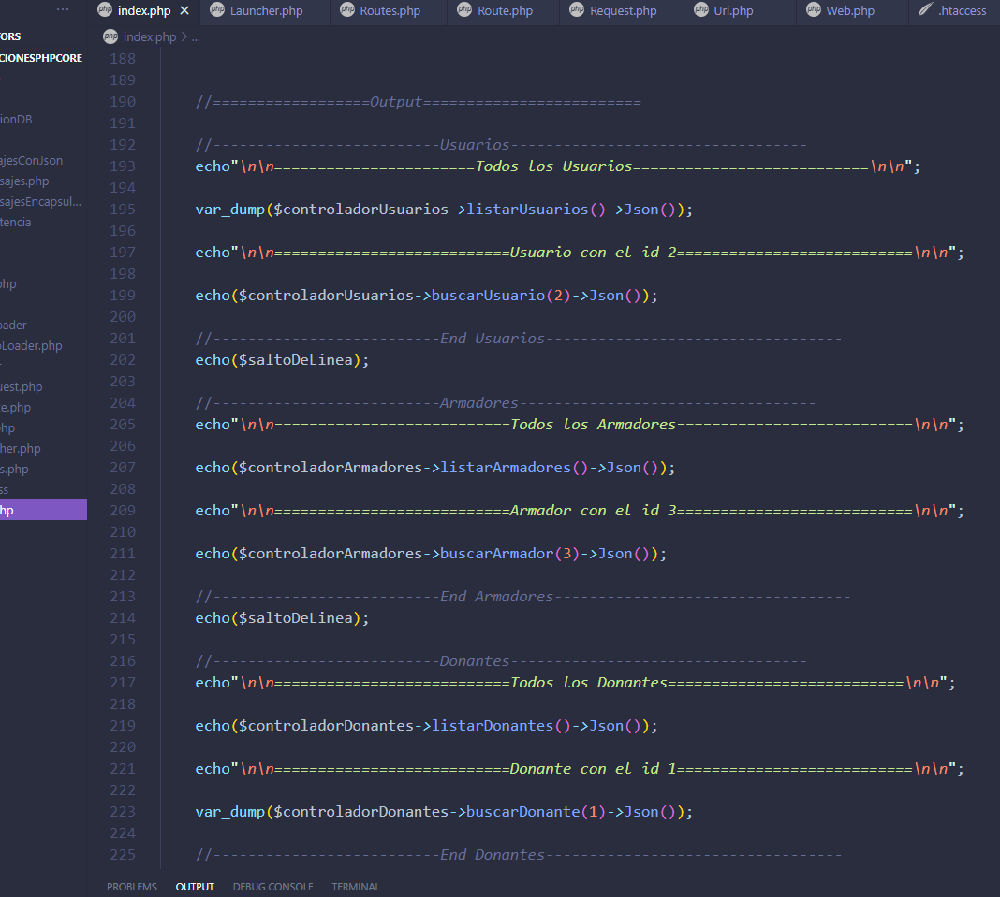 index.php
Launcher.php
Routes.php
Route.php
Request.php
Uri.php
Web.php
.htaccess
TORS
CIONESPHPCORE
ionDB
ajesConJson
sajes.php
sajesEncapsul...
tencia
php
oader
oLoader.php
uest.php
te.php
php
cher.php
s.php
ss
hp
index.php > ...
188
189
190 //==================Output=========================
191
192 //--------------------------Usuarios----------------------------------
193 echo"\n\n=======================Todos los Usuarios===========================\n\n";
194
195 var_dump($controladorUsuarios->listarUsuarios()->Json());
196
197 echo"\n\n===========================Usuario con el id 2===========================\n\n";
198
199 echo($controladorUsuarios->buscarUsuario(2)->Json());
200
201 //--------------------------End Usuarios----------------------------------
202 echo($saltoDeLinea);
203
204 //--------------------------Armadores----------------------------------
205 echo"\n\n===========================Todos los Armadores===========================\n\n";
206
207 echo($controladorArmadores->listarArmadores()->Json());
208
209 echo"\n\n===========================Armador con el id 3===========================\n\n";
210
211 echo($controladorArmadores->buscarArmador(3)->Json());
212
213 //--------------------------End Armadores----------------------------------
214 echo($saltoDeLinea);
215
216 //--------------------------Donantes----------------------------------
217 echo"\n\n===========================Todos los Donantes===========================\n\n";
218
219 echo($controladorDonantes->listarDonantes()->Json());
220
221 echo"\n\n===========================Donante con el id 1===========================\n\n";
222
223 var_dump($controladorDonantes->buscarDonante(1)->Json());
224
225 //--------------------------End Donantes----------------------------------
PROBLEMS OUTPUT DEBUG CONSOLE TERMINAL